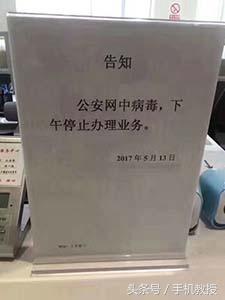 告知
公安网中病毒，下
午停止办理业务。
2017年5月13日
头条号／手机教授